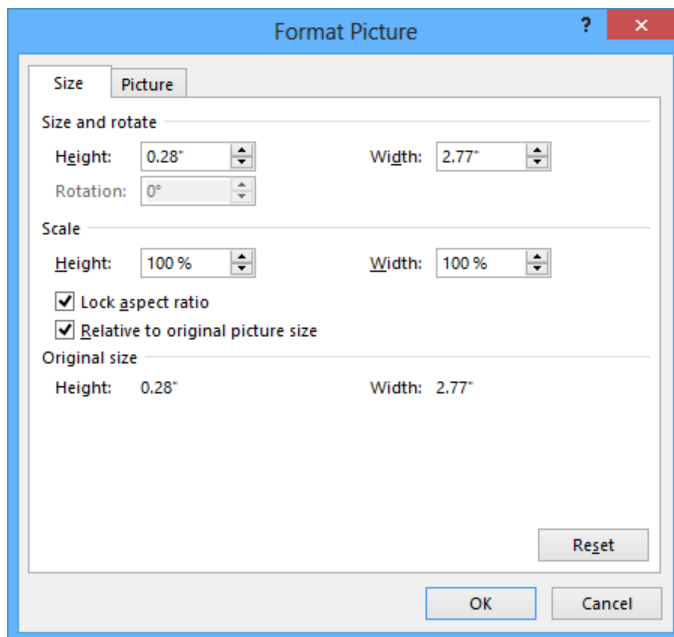 Format Picture ?
Size Picture
Size and rotate
Height: 0.28" Width: 2.77"
Rotation: 0°
Scale
Height: 100 % Width: 100 %
Lock aspect ratio
Relative to original picture size
Original size
Height: 0.28" Width: 2.77"
Reset
OK Cancel